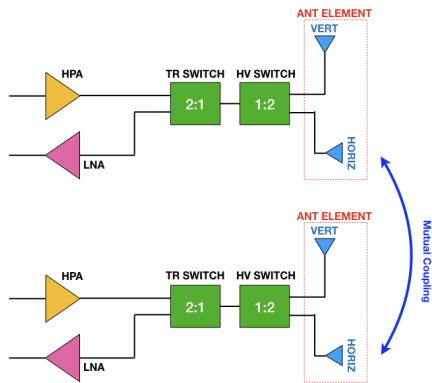 ANT ELEMENT
VERT
HPA
TR SWITCH
HV SWITCH
2:1
1:2
HORIZ
LNA
Mutual Coupling
ANT ELEMENT
VERT
HPA
TR SWITCH
HV SWITCH
2:1
1:2
HORIZ
LNA